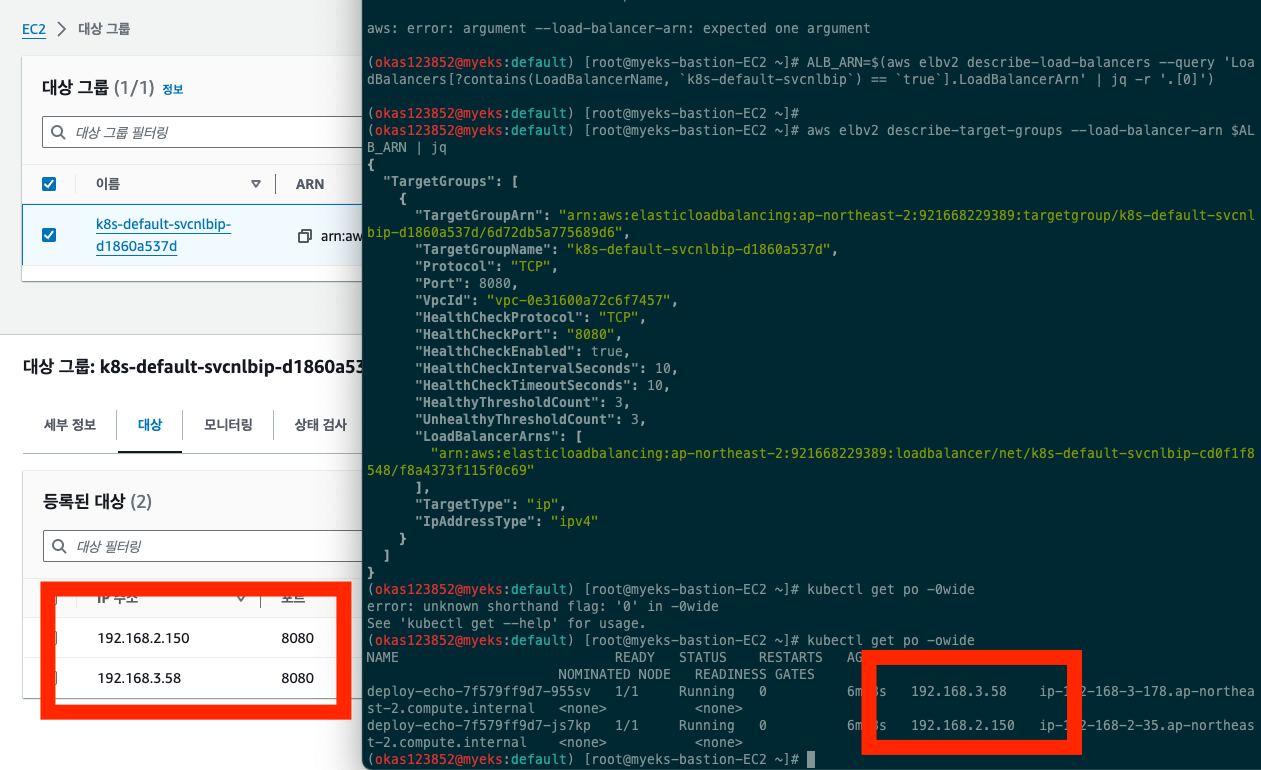 EC2 > 대상 그룹
대상 그룹 (1/1) 정보
대상 그룹 필터링
이름 ARN
k8s-default-svcnlbip-
d1860a537d
arn:aw
대상 그룹: k8s-default-svcnlbip-d1860a53
세부 정보 대상 모니터링 상태 검사
등록된 대상 (2)
대상 필터링
IP 주소 포트
192.168.2.150 8080
192.168.3.58 8080
aws: error: argument --load-balancer-arn: expected one argument
(okas123852@myeks:default) [root@myeks-bastion-EC2 ~]# ALB_ARN=$(aws elbv2 describe-load-balancers --query 'Loa
dBalancers[?contains(LoadBalancerName, `k8s-default-svcnlbip`) == `true`].LoadBalancerArn' | jq -r '.[0]')
(okas123852@myeks:default) [root@myeks-bastion-EC2 ~]#
(okas123852@myeks:default) [root@myeks-bastion-EC2 ~]# aws elbv2 describe-target-groups --load-balancer-arn $AL
B_ARN | jq
{
"TargetGroups": [
{
"TargetGroupArn": "arn:aws:elasticloadbalancing:ap-northeast-2:921668229389:targetgroup/k8s-default-svcnl
bip-d1860a537d/6d72db5a775689d6",
"TargetGroupName": "k8s-default-svcnlbip-d1860a537d",
"Protocol": "TCP",
"Port": 8080,
"VpcId": "vpc-0e31600a72c6f7457",
"HealthCheckProtocol": "TCP",
"HealthCheckPort": "8080",
"HealthCheckEnabled": true,
"HealthCheckIntervalSeconds": 10,
"HealthCheckTimeoutSeconds": 10,
"HealthyThresholdCount": 3,
"UnhealthyThresholdCount": 3,
"LoadBalancerArns": [
"arn:aws:elasticloadbalancing:ap-northeast-2:921668229389:loadbalancer/net/k8s-default-svcnlbip-cd0f1f8
548/f8a4373f115f0c69"
],
"TargetType": "ip",
"IpAddressType": "ipv4"
}
]
}
(okas123852@myeks:default) [root@myeks-bastion-EC2 ~]# kubectl get po -0wide
error: unknown shorthand flag: '0' in -0wide
See 'kubectl get --help' for usage.
(okas123852@myeks:default) [root@myeks-bastion-EC2 ~]# kubectl get po -owide
NAME READY STATUS RESTARTS AG
NOMINATED NODE READINESS GATES
deploy-echo-7f579ff9d7-955sv 1/1 Running 0 6m s 192.168.3.58 ip-1 2-168-3-178.ap-northea
st-2.compute.internal <none> <none>
deploy-echo-7f579ff9d7-js7kp 1/1 Running 0 6m s 192.168.2.150 ip-1 2-168-2-35.ap-northeas
t-2.compute.internal <none> <none>
(okas123852@myeks:default) [root@myeks-bastion-EC2 ~]#